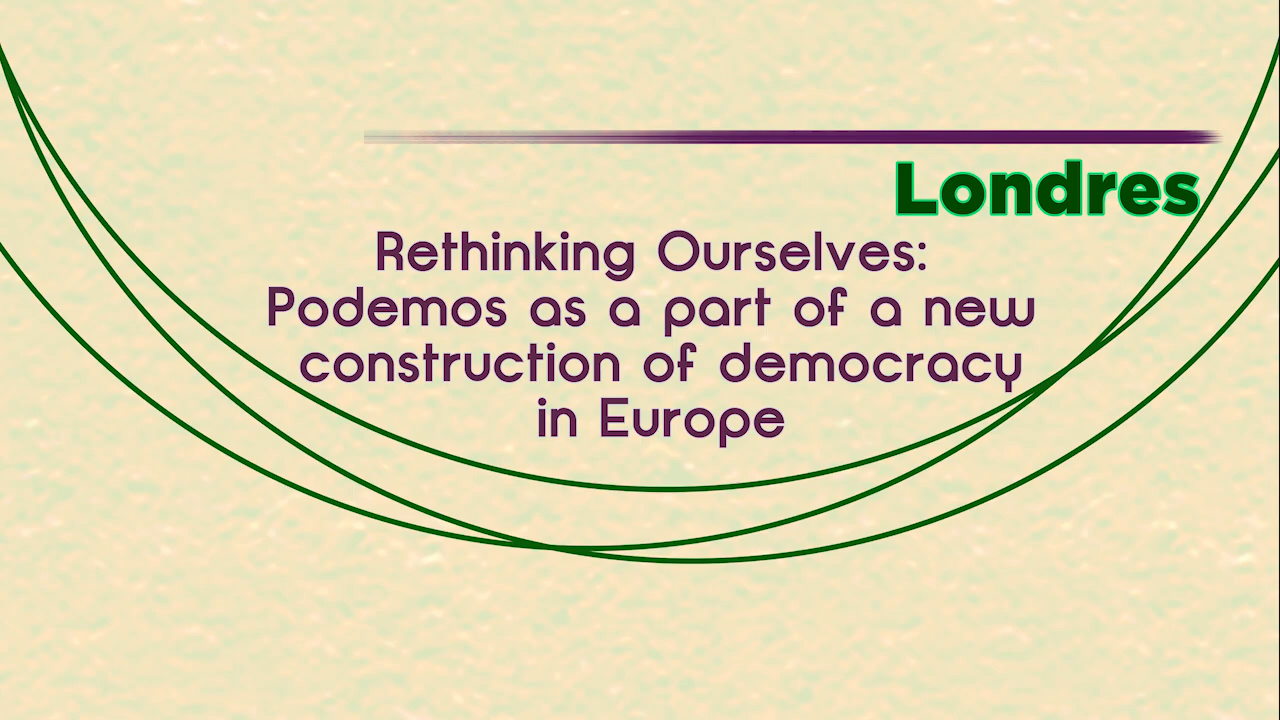 Londres
Rethinking Ourselves:
Podemos as a part of a new
construction of democracy
in Europe